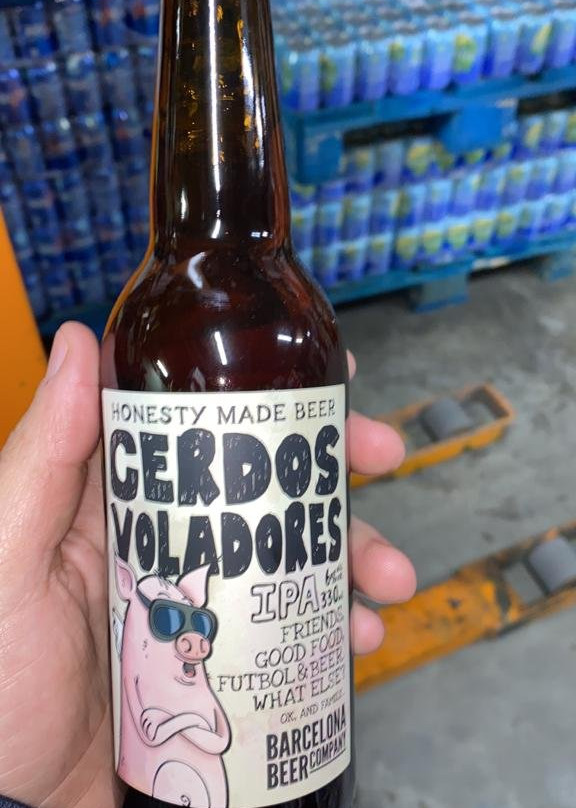 HONESTY MADE BEER
CERDOS
VOLADORES
IPA
330
FRIENDS,
GOOD FOOD,
FUTBOL & BEER.
WHAT ELSE?
OK, AND FAMILY.
BARCELONA
BEER COMPANY